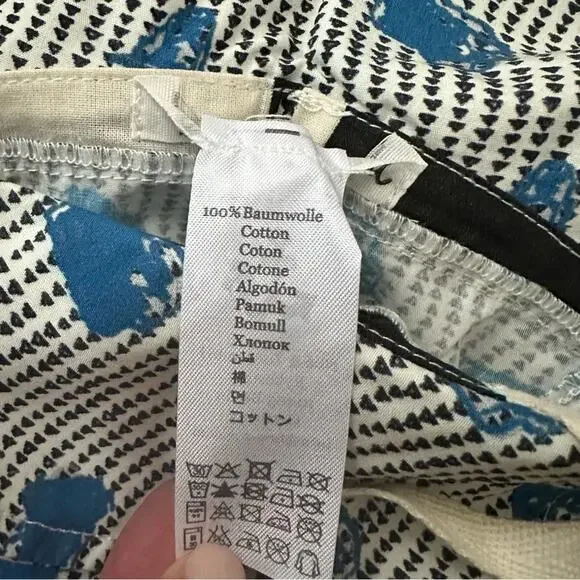 100% Baumwolle
Cotton
Coton
Cotone
Algodón
Pamuk
Bomull
Хлопок
قطن
棉
면
コットン